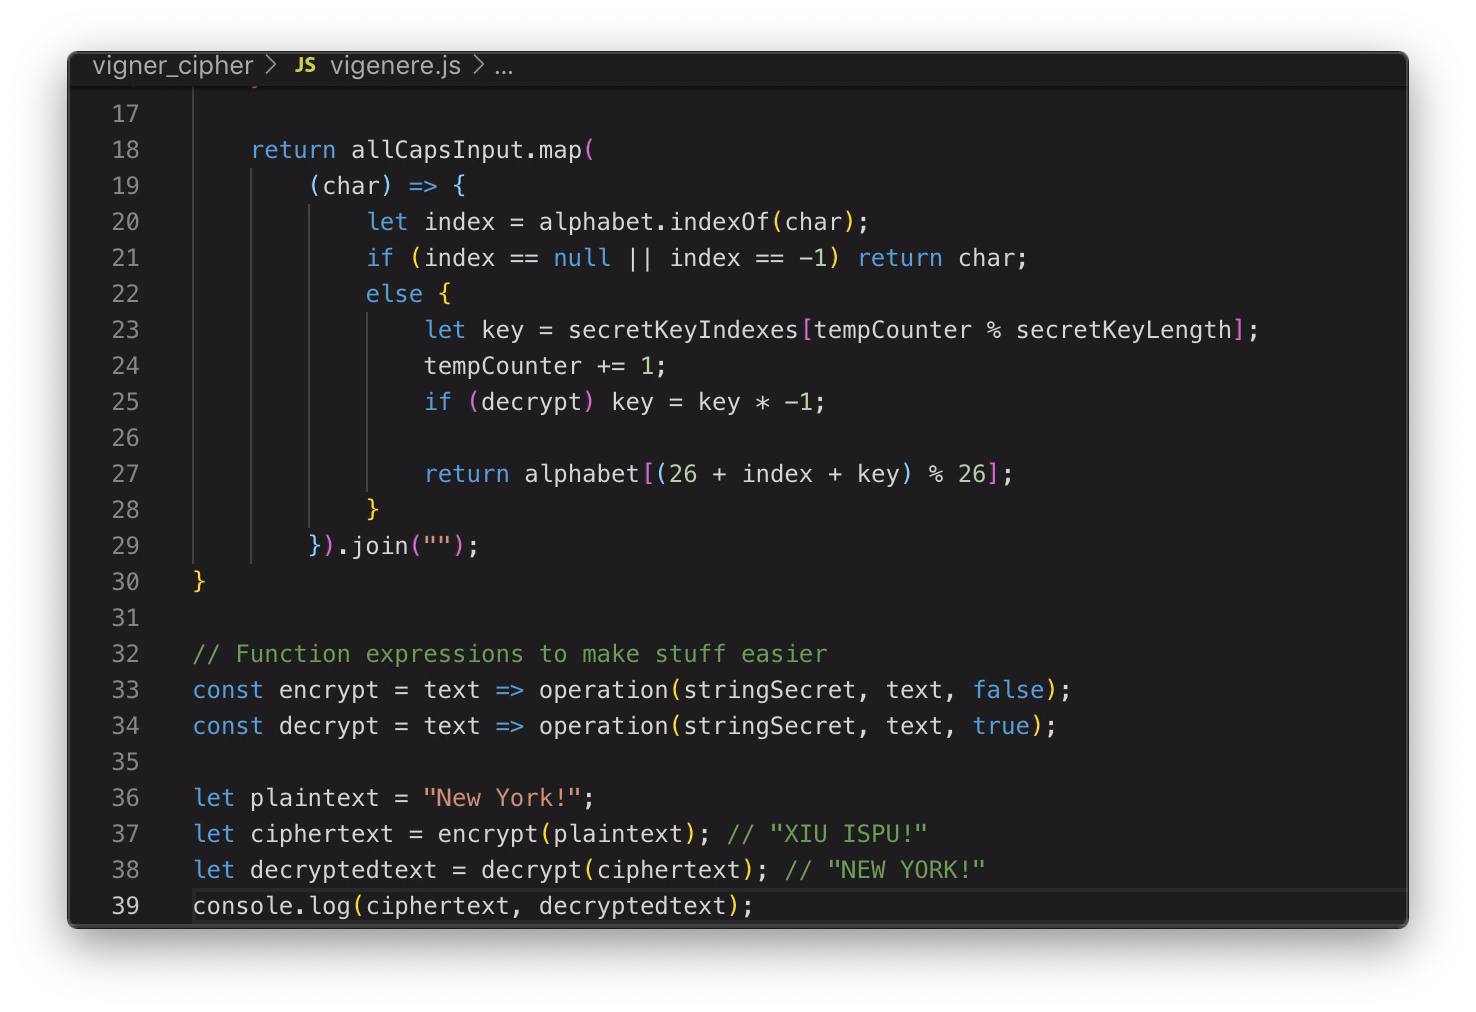 vigner_cipher > JS vigenere.js > ...
17
18 return allCapsInput.map(
19 (char) => {
20 let index = alphabet.indexOf(char);
21 if (index == null || index == -1) return char;
22 else {
23 let key = secretKeyIndexes[tempCounter % secretKeyLength];
24 tempCounter += 1;
25 if (decrypt) key = key * -1;
26
27 return alphabet[(26 + index + key) % 26];
28 }
29 }).join("");
30 }
31
32 // Function expressions to make stuff easier
33 const encrypt = text => operation(stringSecret, text, false);
34 const decrypt = text => operation(stringSecret, text, true);
35
36 let plaintext = "New York!";
37 let ciphertext = encrypt(plaintext); // "XIU ISPU!"
38 let decryptedtext = decrypt(ciphertext); // "NEW YORK!"
39 console.log(ciphertext, decryptedtext);